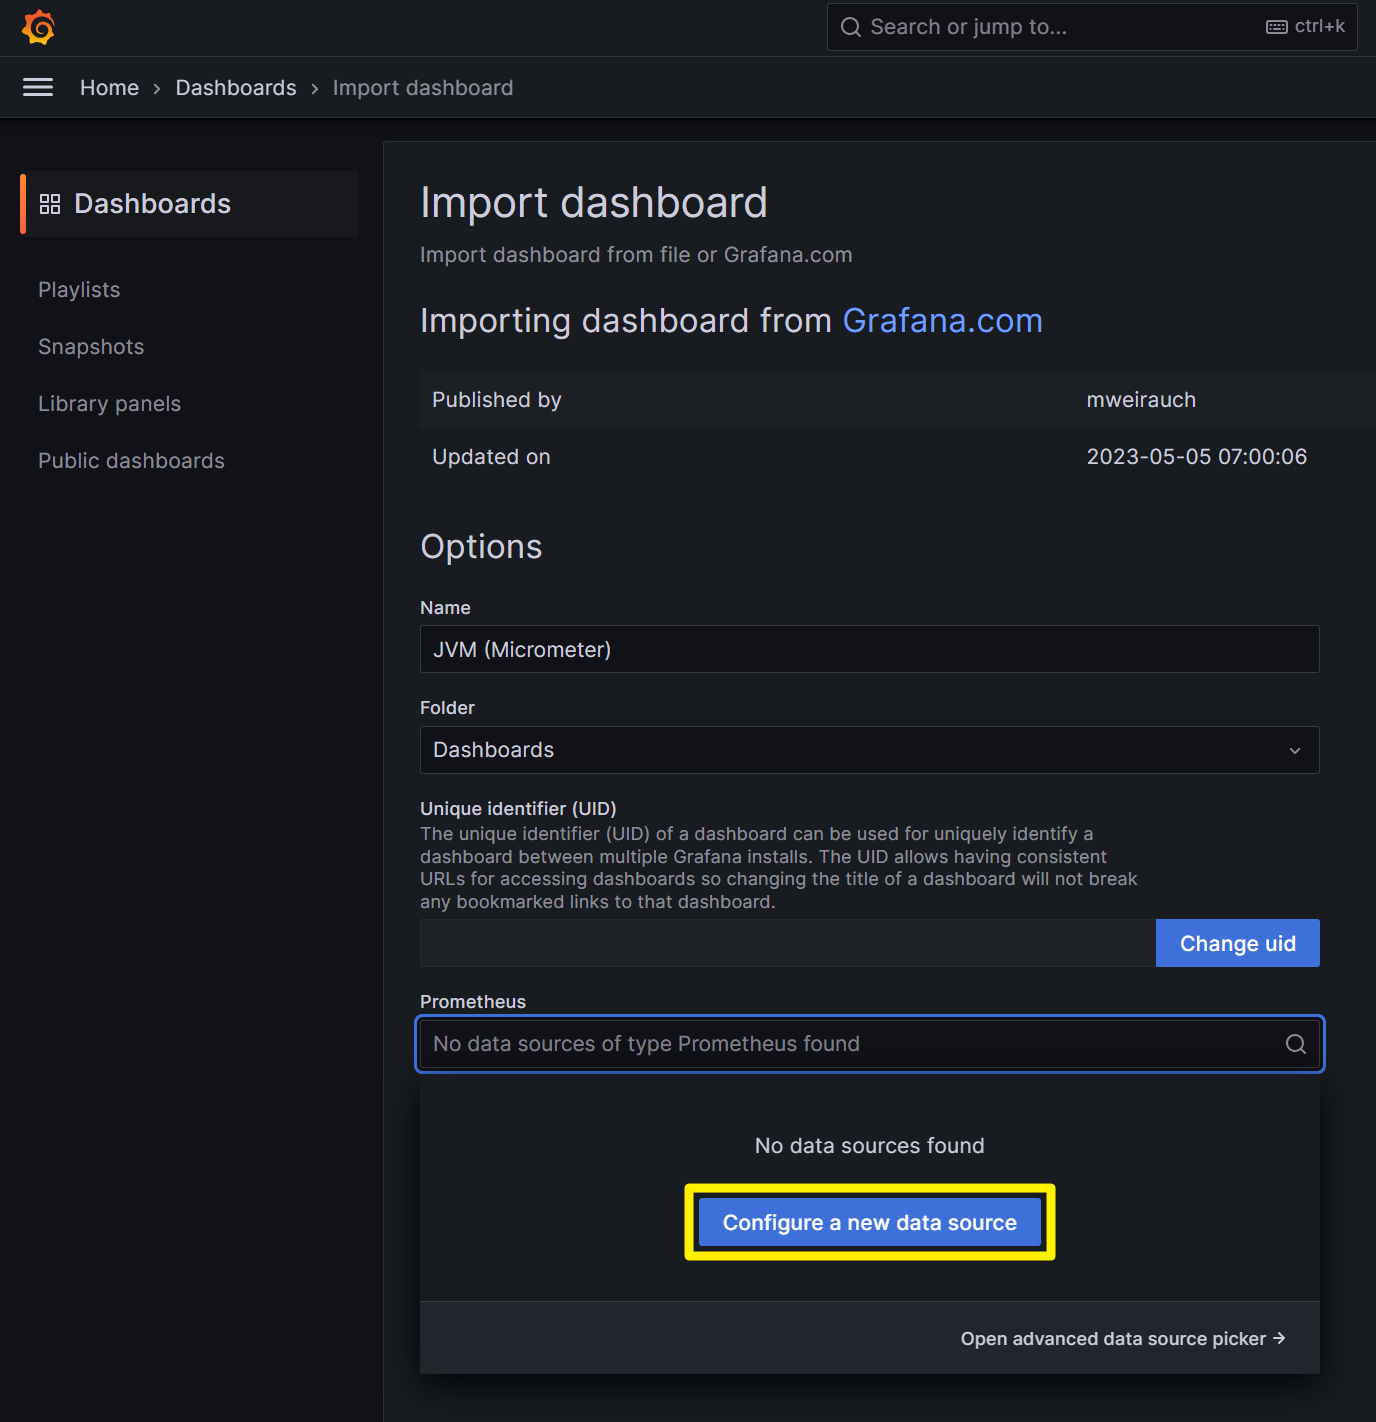 Search or jump to...
ctrl+k
Home
Dashboards
Import dashboard
Dashboards
Playlists
Snapshots
Library panels
Public dashboards
Import dashboard
Import dashboard from file or Grafana.com
Importing dashboard from Grafana.com
Published by
mweirauch
Updated on
2023-05-05 07:00:06
Options
Name
JVM (Micrometer)
Folder
Dashboards
Unique identifier (UID)
The unique identifier (UID) of a dashboard can be used for uniquely identify a
dashboard between multiple Grafana installs. The UID allows having consistent
URLs for accessing dashboards so changing the title of a dashboard will not break
any bookmarked links to that dashboard.
Change uid
Prometheus
No data sources of type Prometheus found
No data sources found
Configure a new data source
Open advanced data source picker →